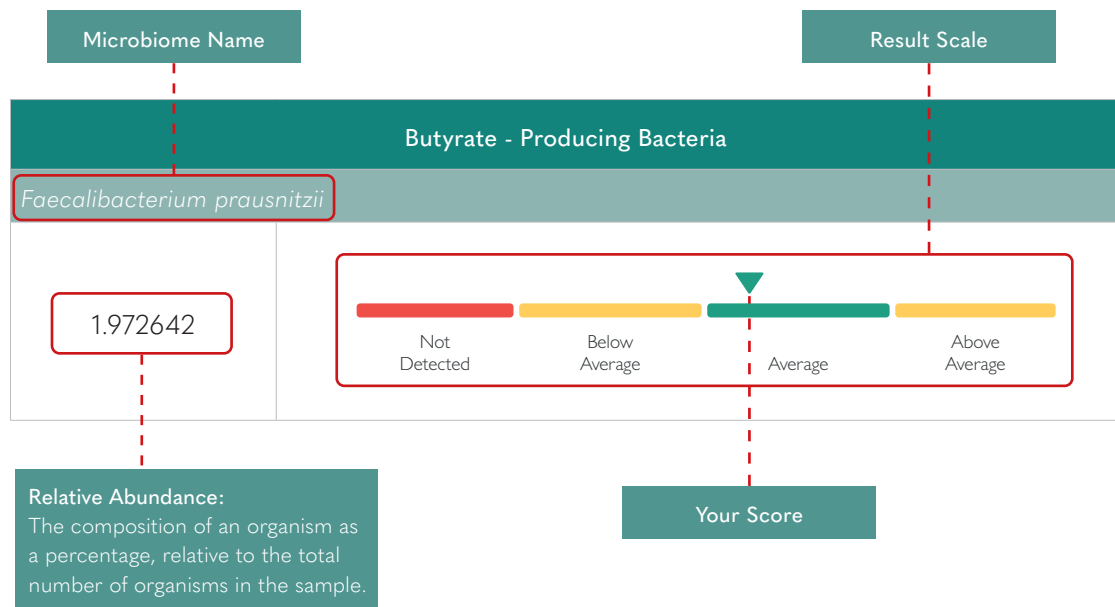 Microbiome Name
Result Scale
Butyrate - Producing Bacteria
Faecalibacterium prausnitzii
1.972642
Not
Detected
Below
Average
Average
Above
Average
Relative Abundance:
The composition of an organism as
a percentage, relative to the total
number of organisms in the sample.
Your Score